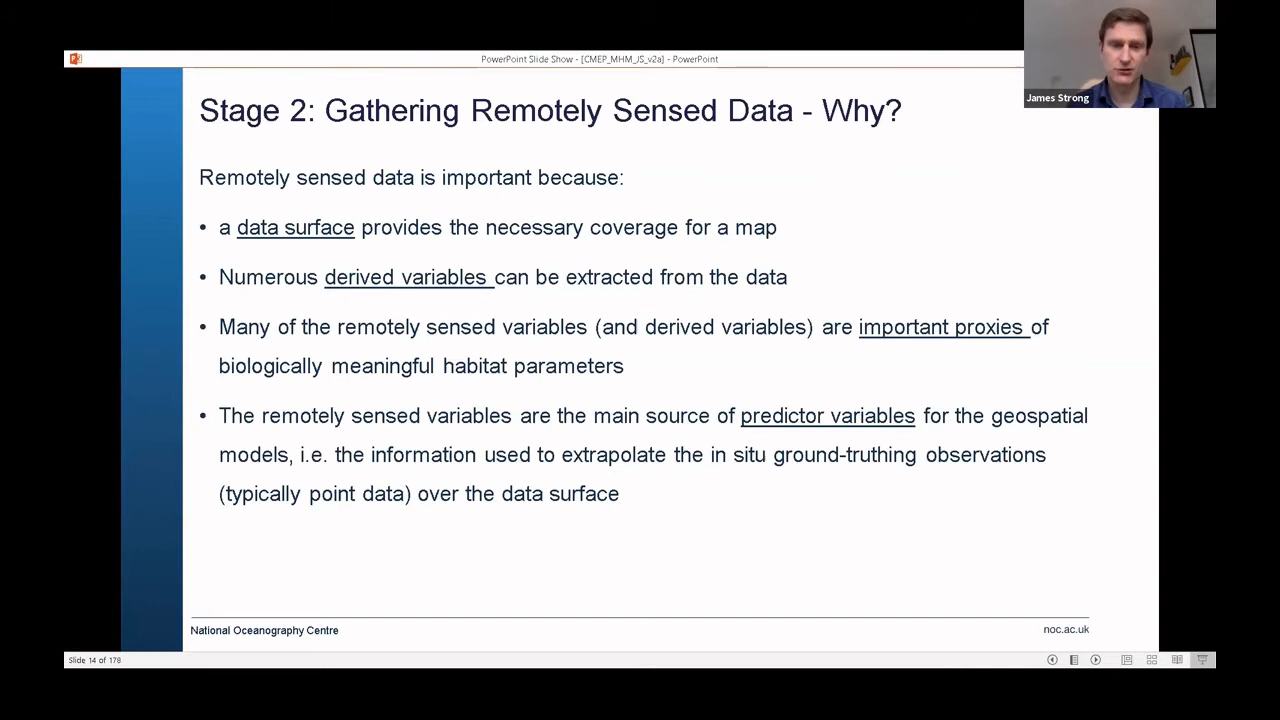 PowerPoint Slide Show - [CMEP_MHM_JS_v2a] - PowerPoint
James Strong
Stage 2: Gathering Remotely Sensed Data - Why?
Remotely sensed data is important because:
• a data surface provides the necessary coverage for a map
• Numerous derived variables can be extracted from the data
• Many of the remotely sensed variables (and derived variables) are important proxies of
biologically meaningful habitat parameters
• The remotely sensed variables are the main source of predictor variables for the geospatial
models, i.e. the information used to extrapolate the in situ ground-truthing observations
(typically point data) over the data surface
National Oceanography Centre
noc.ac.uk
Slide 14 of 178